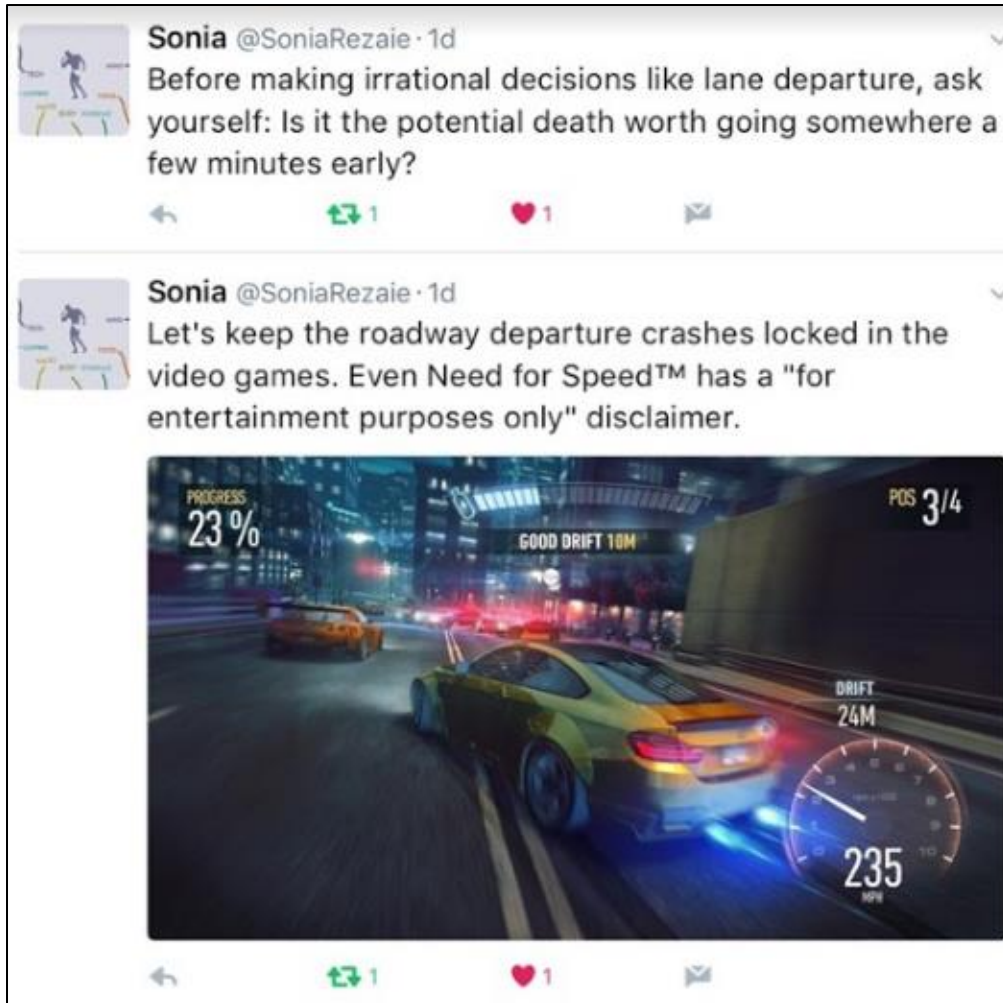 Sonia @SoniaRezaie · 1d
Before making irrational decisions like lane departure, ask
yourself: Is it the potential death worth going somewhere a
few minutes early?
1 1
Sonia @SoniaRezaie · 1d
Let's keep the roadway departure crashes locked in the
video games. Even Need for Speed™ has a "for
entertainment purposes only" disclaimer.
PROGRESS
23%
POS 3/4
GOOD DRIFT 10M
DRIFT
24M
235
MPH
1 1